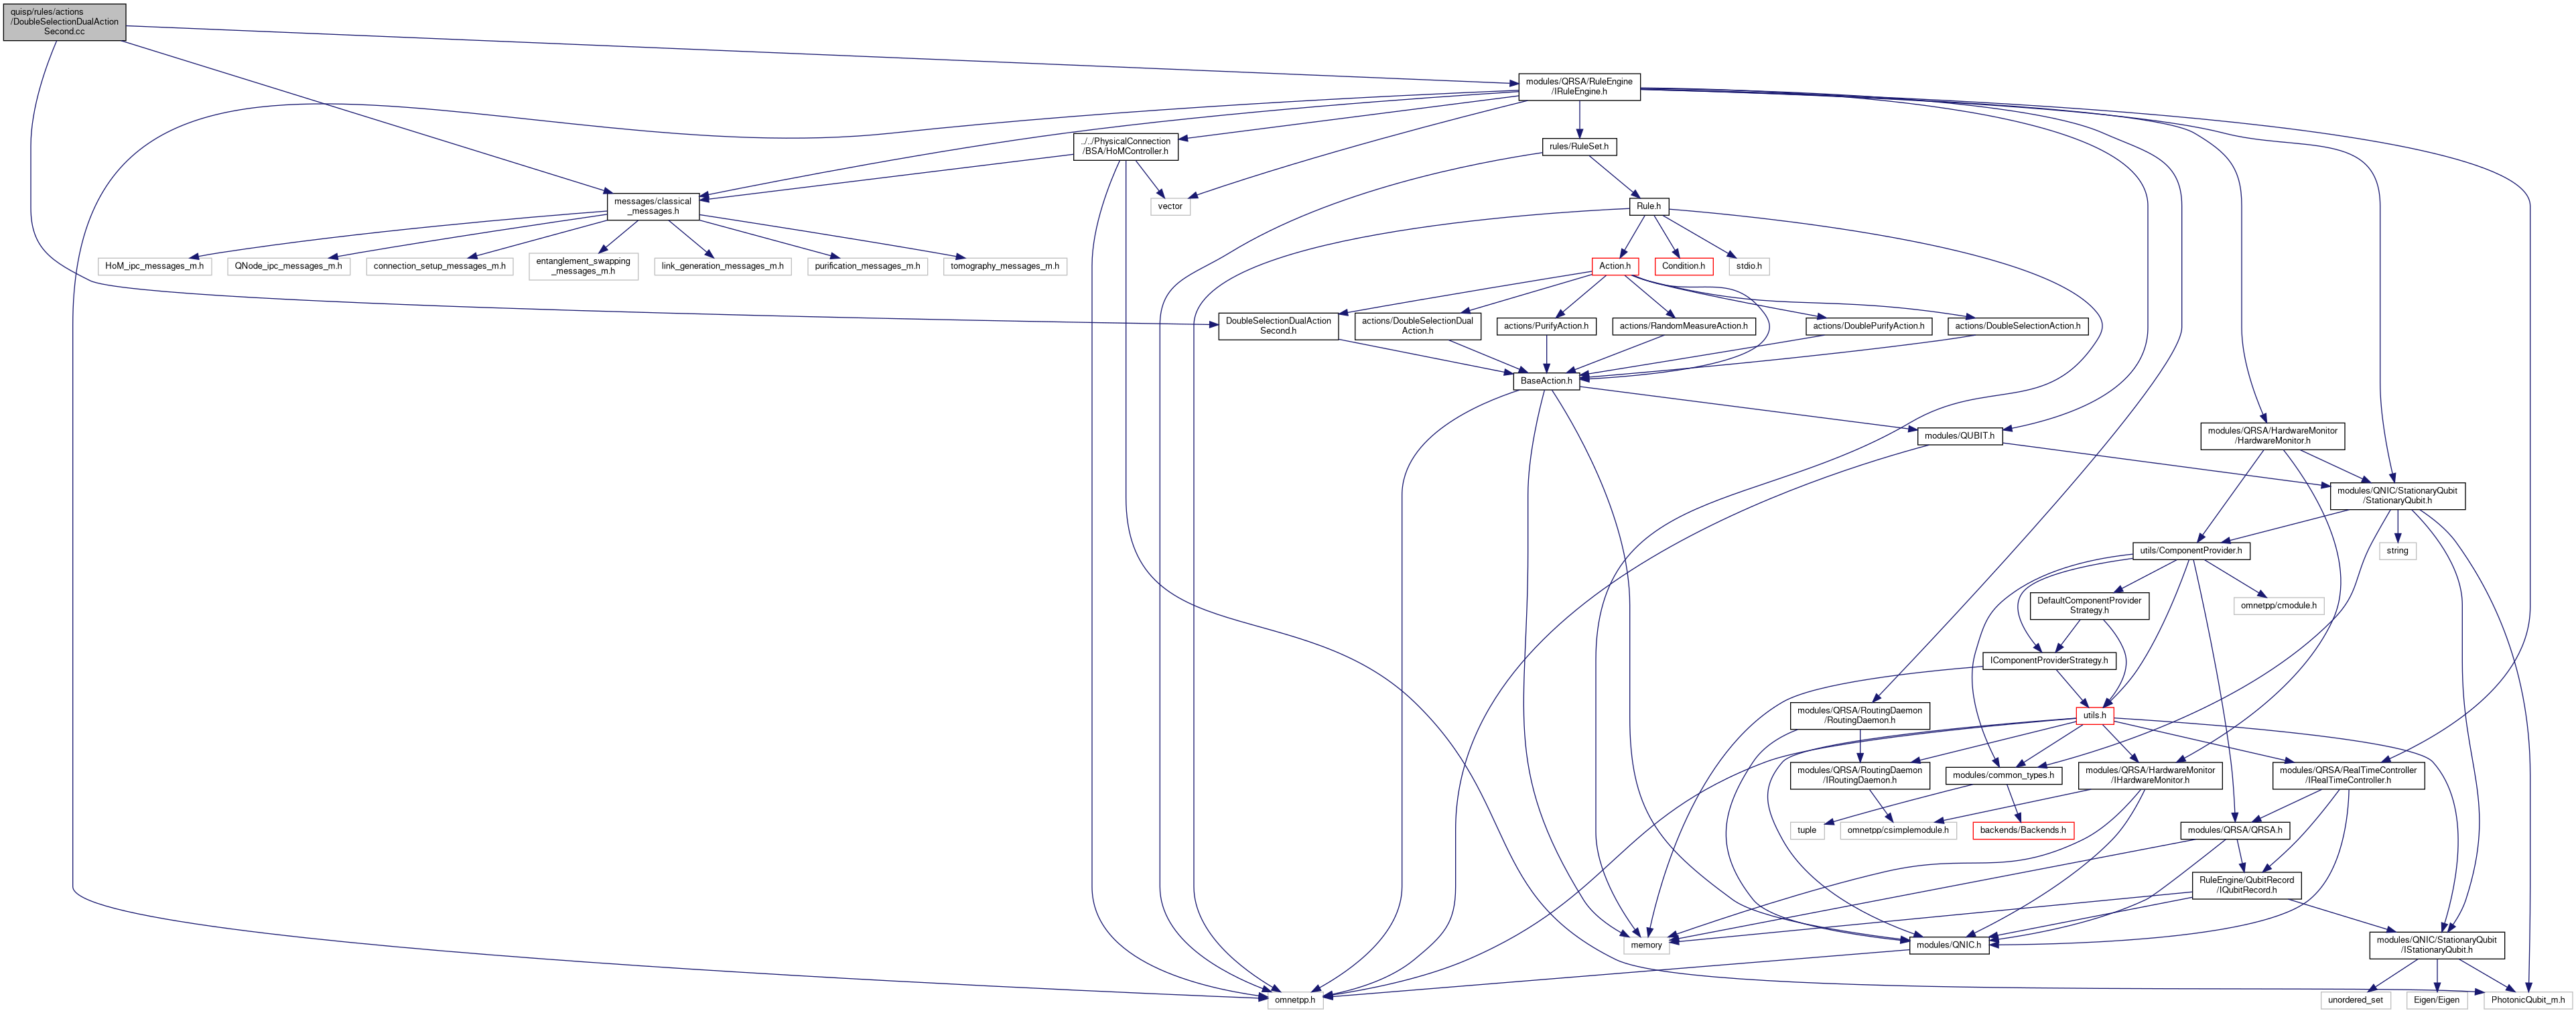 quisp/rules/actions
/DoubleSelectionDualAction
Second.cc
modules/QRSA/RuleEngine
/IRuleEngine.h
../../PhysicalConnection
/BSA/HoMController.h
rules/RuleSet.h
messages/classical
_messages.h
vector
Rule.h
HoM_ipc_messages_m.h
QNode_ipc_messages_m.h
connection_setup_messages_m.h
entanglement_swapping
_messages_m.h
link_generation_messages_m.h
purification_messages_m.h
tomography_messages_m.h
Action.h
Condition.h
stdio.h
DoubleSelectionDualAction
Second.h
actions/DoubleSelectionDual
Action.h
actions/PurifyAction.h
actions/RandomMeasureAction.h
actions/DoublePurifyAction.h
actions/DoubleSelectionAction.h
BaseAction.h
modules/QUBIT.h
modules/QRSA/HardwareMonitor
/HardwareMonitor.h
modules/QNIC/StationaryQubit
/StationaryQubit.h
utils/ComponentProvider.h
string
DefaultComponentProvider
Strategy.h
omnetpp/cmodule.h
IComponentProviderStrategy.h
modules/QRSA/RoutingDaemon
/RoutingDaemon.h
utils.h
modules/QRSA/RoutingDaemon
/IRoutingDaemon.h
modules/common_types.h
modules/QRSA/HardwareMonitor
/IHardwareMonitor.h
modules/QRSA/RealTimeController
/IRealTimeController.h
tuple
omnetpp/csimplemodule.h
backends/Backends.h
modules/QRSA/QRSA.h
RuleEngine/QubitRecord
/IQubitRecord.h
memory
modules/QNIC.h
modules/QNIC/StationaryQubit
/IStationaryQubit.h
omnetpp.h
unordered_set
Eigen/Eigen
PhotonicQubit_m.h